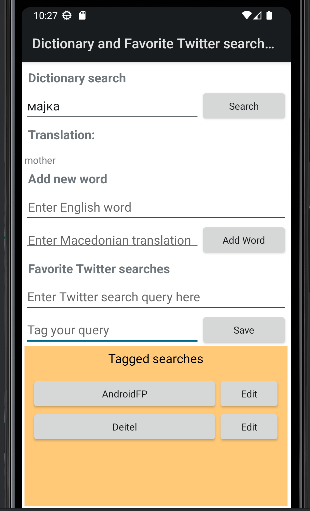 10:27
Dictionary and Favorite Twitter search...
Dictionary search
мајка Search
Translation:
mother
Add new word
Enter English word
Enter Macedonian translation Add Word
Favorite Twitter searches
Enter Twitter search query here
Tag your query Save
Tagged searches
AndroidFP Edit
Deitel Edit